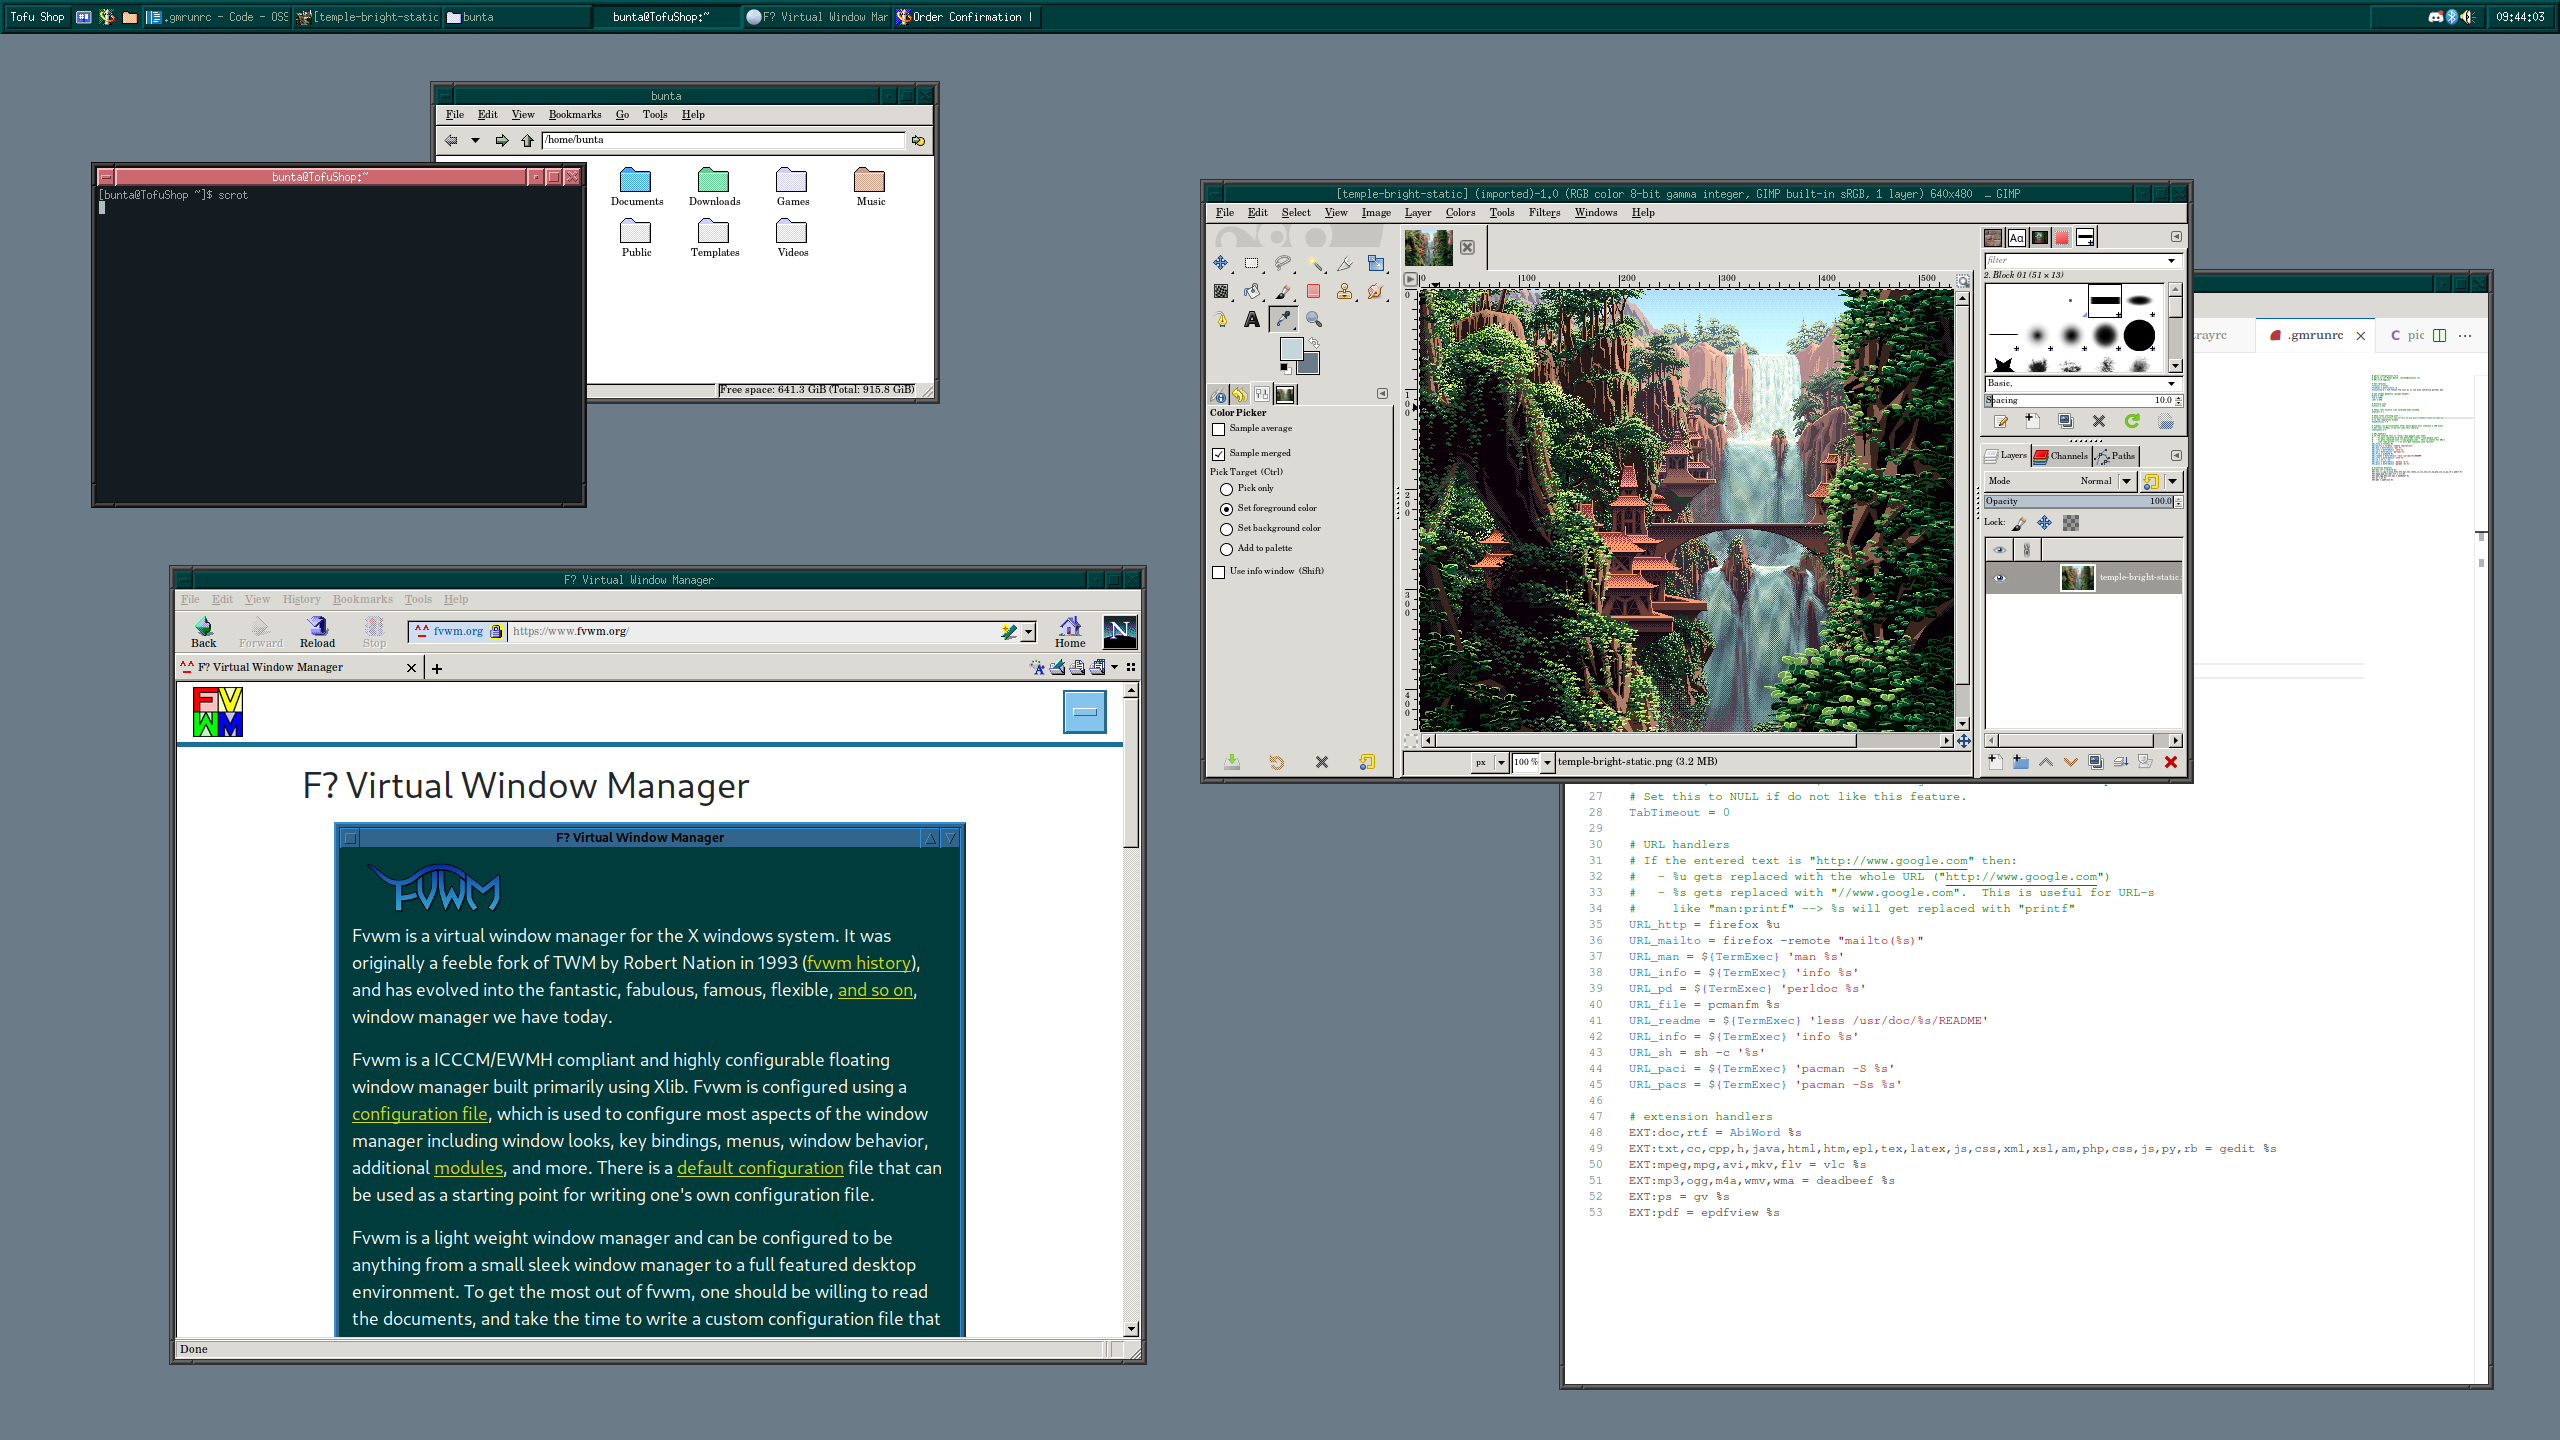 Tofu Shop
.gmrunrc - Code - OSS
[temple-bright-static
bunta
bunta@TofuShop:~
F? Virtual Window Mar
Order Confirmation |
09:44:03
bunta
File Edit View Bookmarks Go Tools Help
/home/bunta
Documents Downloads Games Music
Public Templates Videos
Free space: 641.3 GiB (Total: 915.8 GiB)
bunta@TofuShop:~
[bunta@TofuShop ~]$ scrot
[temple-bright-static] (imported)-1.0 (RGB color 8-bit gamma integer, GIMP built-in sRGB, 1 layer) 640x480 – GIMP
File Edit Select View Image Layer Colors Tools Filters Windows Help
0 100 200 300 400 500
0
100
200
300
400
Color Picker
Sample average
Sample merged
Pick Target (Ctrl)
Pick only
Set foreground color
Set background color
Add to palette
Use info window (Shift)
px 100 % temple-bright-static.png (3.2 MB)
filter
2. Block 01 (51 × 13)
Basic,
Spacing 10.0
Layers Channels Paths
Mode Normal
Opacity 100.0
Lock:
temple-bright-static.
F? Virtual Window Manager
File Edit View History Bookmarks Tools Help
Back Forward Reload Stop
fvwm.org https://www.fvwm.org/
Home
N
F? Virtual Window Manager
FVWM
F? Virtual Window Manager
F? Virtual Window Manager
FVWM
Fvwm is a virtual window manager for the X windows system. It was
originally a feeble fork of TWM by Robert Nation in 1993 (fvwm history),
and has evolved into the fantastic, fabulous, famous, flexible, and so on,
window manager we have today.
Fvwm is a ICCCM/EWMH compliant and highly configurable floating
window manager built primarily using Xlib. Fvwm is configured using a
configuration file, which is used to configure most aspects of the window
manager including window looks, key bindings, menus, window behavior,
additional modules, and more. There is a default configuration file that can
be used as a starting point for writing one's own configuration file.
Fvwm is a light weight window manager and can be configured to be
anything from a small sleek window manager to a full featured desktop
environment. To get the most out of fvwm, one should be willing to read
the documents, and take the time to write a custom configuration file that
Done
rayrc
.gmrunrc
C pic
27 # Set this to NULL if do not like this feature.
28 TabTimeout = 0
29
30 # URL handlers
31 # If the entered text is "http://www.google.com" then:
32 #   - %u gets replaced with the whole URL ("http://www.google.com")
33 #   - %s gets replaced with "//www.google.com".  This is useful for URL-s
34 #     like "man:printf" --> %s will get replaced with "printf"
35 URL_http = firefox %u
36 URL_mailto = firefox -remote "mailto(%s)"
37 URL_man = ${TermExec} 'man %s'
38 URL_info = ${TermExec} 'info %s'
39 URL_pd = ${TermExec} 'perldoc %s'
40 URL_file = pcmanfm %s
41 URL_readme = ${TermExec} 'less /usr/doc/%s/README'
42 URL_info = ${TermExec} 'info %s'
43 URL_sh = sh -c '%s'
44 URL_paci = ${TermExec} 'pacman -S %s'
45 URL_pacs = ${TermExec} 'pacman -Ss %s'
46
47 # extension handlers
48 EXT:doc,rtf = AbiWord %s
49 EXT:txt,cc,cpp,h,java,html,htm,epl,tex,latex,js,css,xml,xsl,am,php,css,js,py,rb = gedit %s
50 EXT:mpeg,mpg,avi,mkv,flv = vlc %s
51 EXT:mp3,ogg,m4a,wmv,wma = deadbeef %s
52 EXT:ps = gv %s
53 EXT:pdf = epdfview %s